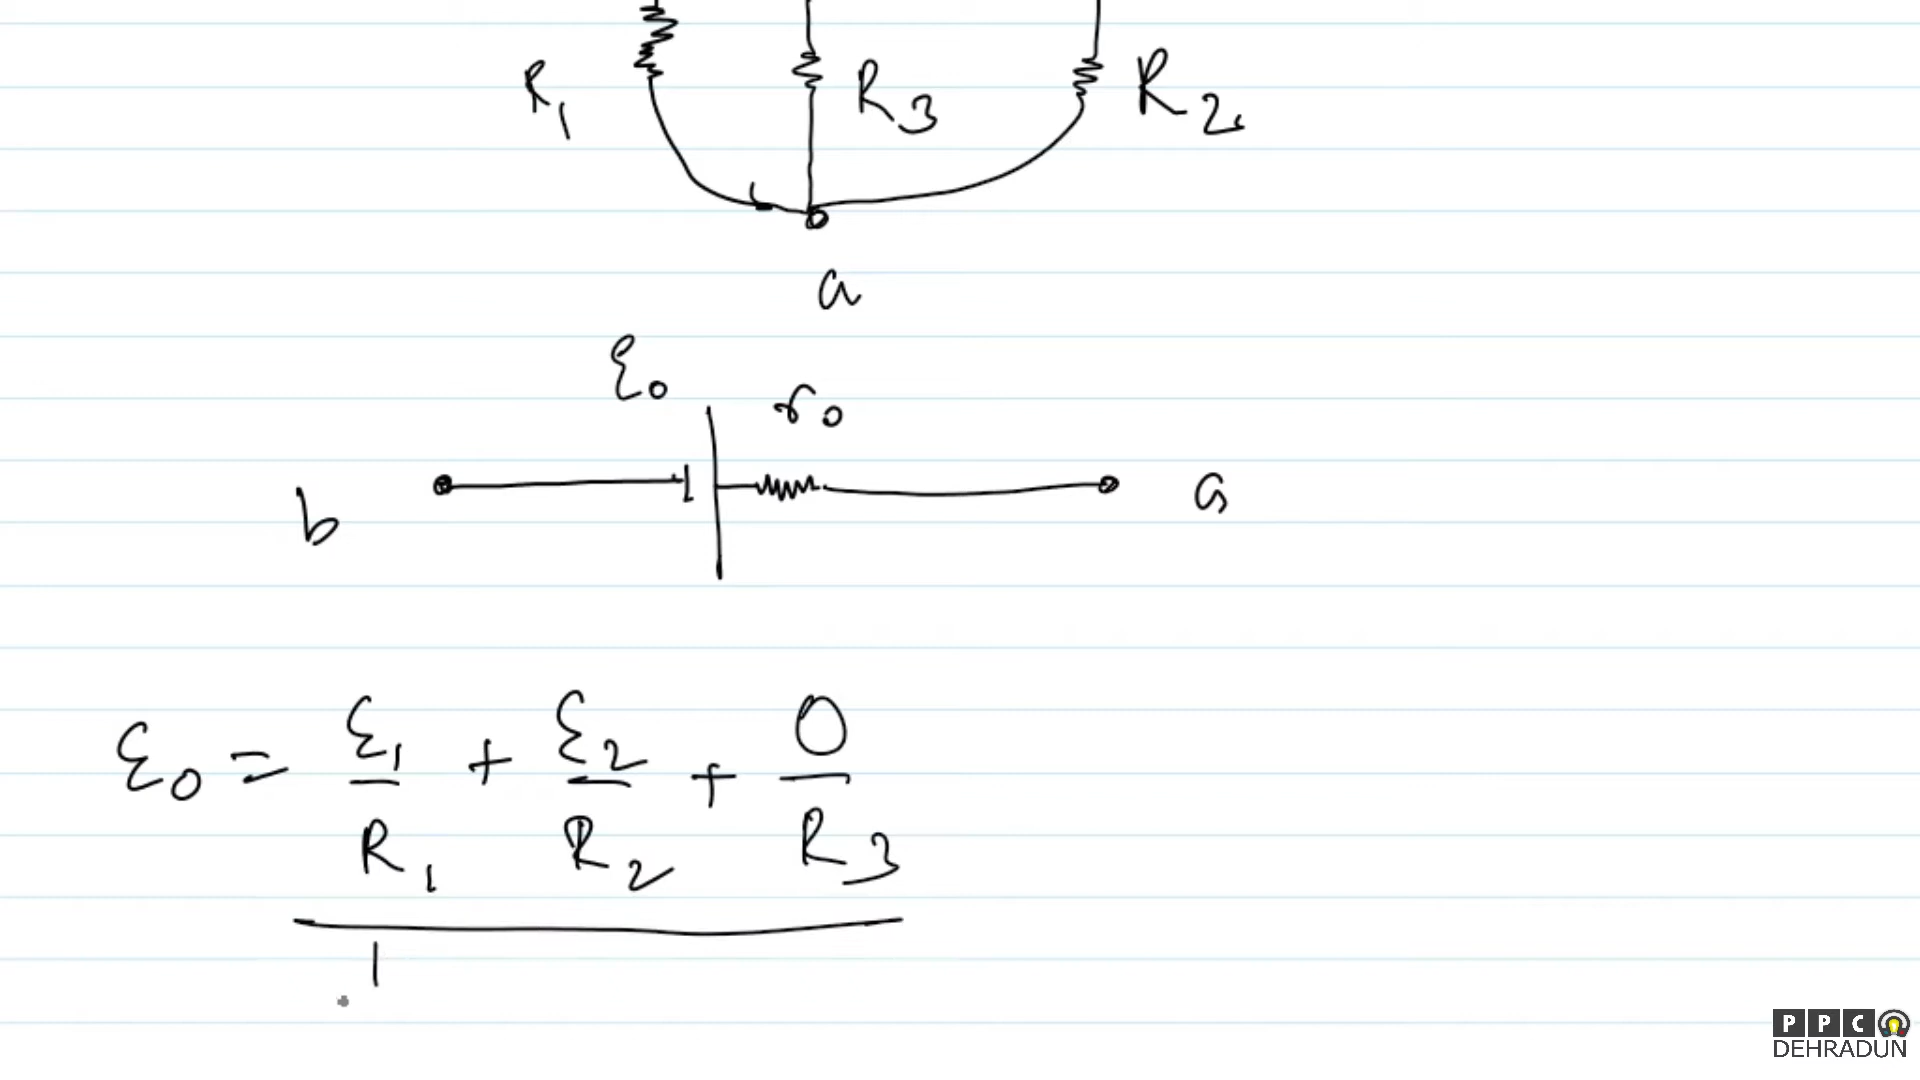 R1 R3 R2
a
ε0 r0
b a
ε0 = ε1/R1 + ε2/R2 + 0/R3
1
PPC
DEHRADUN